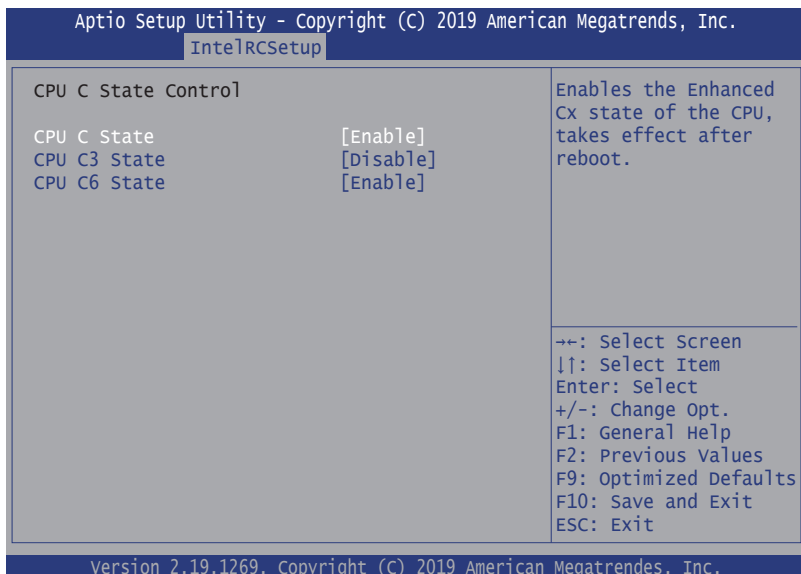 Aptio Setup Utility - Copyright (C) 2019 American Megatrends, Inc.
IntelRCSetup
CPU C State Control
CPU C State [Enable]
CPU C3 State [Disable]
CPU C6 State [Enable]
Enables the Enhanced
Cx state of the CPU,
takes effect after
reboot.
→←: Select Screen
↓↑: Select Item
Enter: Select
+/-: Change Opt.
F1: General Help
F2: Previous Values
F9: Optimized Defaults
F10: Save and Exit
ESC: Exit
Version 2.19.1269. Copyright (C) 2019 American Megatrendes, Inc.